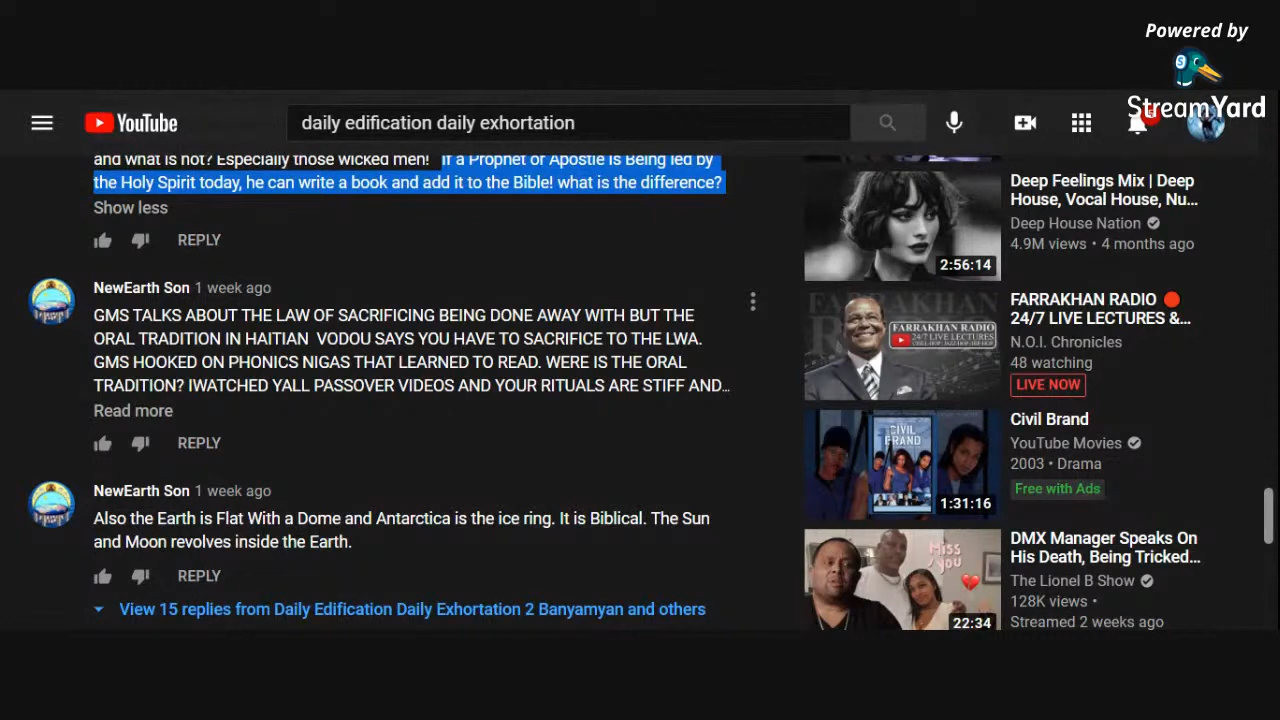 Powered by
StreamYard
YouTube
daily edification daily exhortation
and what is not? Especially those wicked men! If a Prophet or Apostle is Being led by
the Holy Spirit today, he can write a book and add it to the Bible! what is the difference?
Show less
REPLY
NewEarth Son 1 week ago
GMS TALKS ABOUT THE LAW OF SACRIFICING BEING DONE AWAY WITH BUT THE
ORAL TRADITION IN HAITIAN VODOU SAYS YOU HAVE TO SACRIFICE TO THE LWA.
GMS HOOKED ON PHONICS NIGAS THAT LEARNED TO READ. WERE IS THE ORAL
TRADITION? IWATCHED YALL PASSOVER VIDEOS AND YOUR RITUALS ARE STIFF AND…
Read more
REPLY
NewEarth Son 1 week ago
Also the Earth is Flat With a Dome and Antarctica is the ice ring. It is Biblical. The Sun
and Moon revolves inside the Earth.
REPLY
View 15 replies from Daily Edification Daily Exhortation 2 Banyamyan and others
2:56:14
Deep Feelings Mix | Deep
House, Vocal House, Nu...
Deep House Nation
4.9M views • 4 months ago
FARRAKHAN RADIO
24/7 LIVE LECTURES
FARRAKHAN RADIO
24/7 LIVE LECTURES &...
N.O.I. Chronicles
48 watching
LIVE NOW
CIVIL
BRAND
1:31:16
Civil Brand
YouTube Movies
2003 • Drama
Free with Ads
Miss
you
22:34
DMX Manager Speaks On
His Death, Being Tricked...
The Lionel B Show
128K views •
Streamed 2 weeks ago